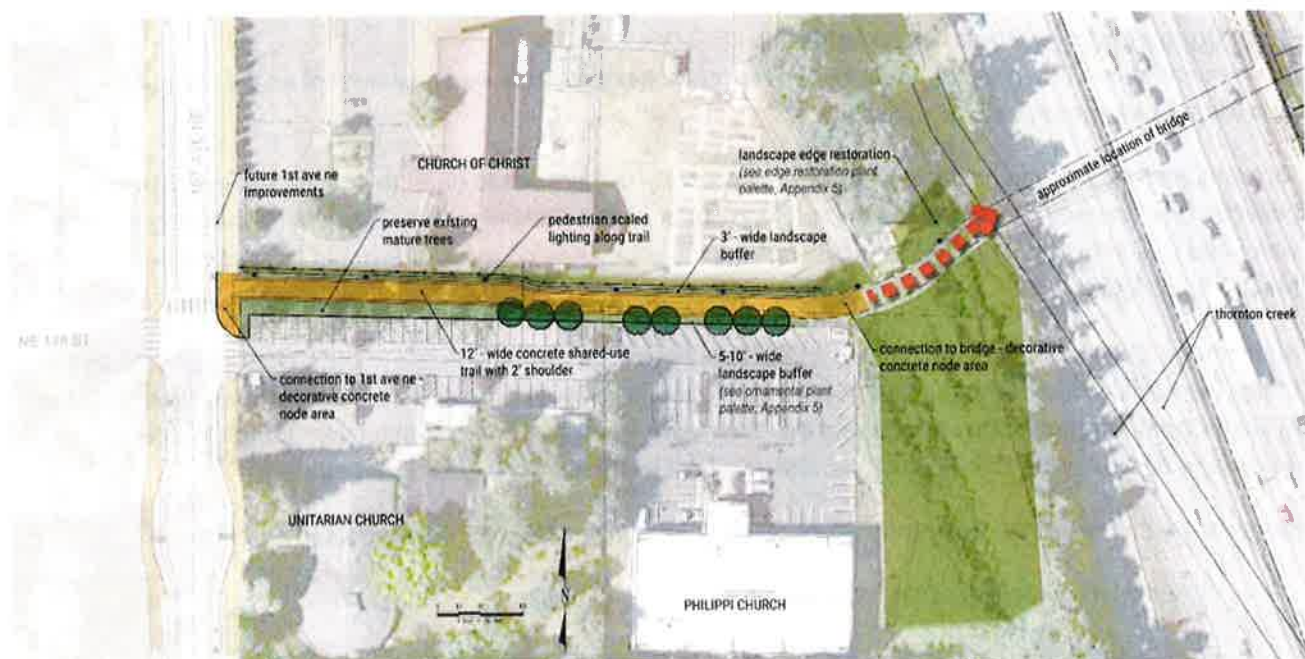 CHURCH OF CHRIST
future 1st ave ne
improvements
preserve existing
mature trees
pedestrian scaled
lighting along trail
3' - wide landscape
buffer
landscape edge restoration
(see edge restoration plant
palette, Appendix 5)
approximate location of bridge
thornton creek
12' - wide concrete shared-use
trail with 2' shoulder
5-10' - wide
landscape buffer
(see ornamental plant
palette, Appendix 5)
connection to bridge - decorative
concrete node area
connection to 1st ave ne -
decorative concrete
node area
UNITARIAN CHURCH
PHILIPPI CHURCH
N